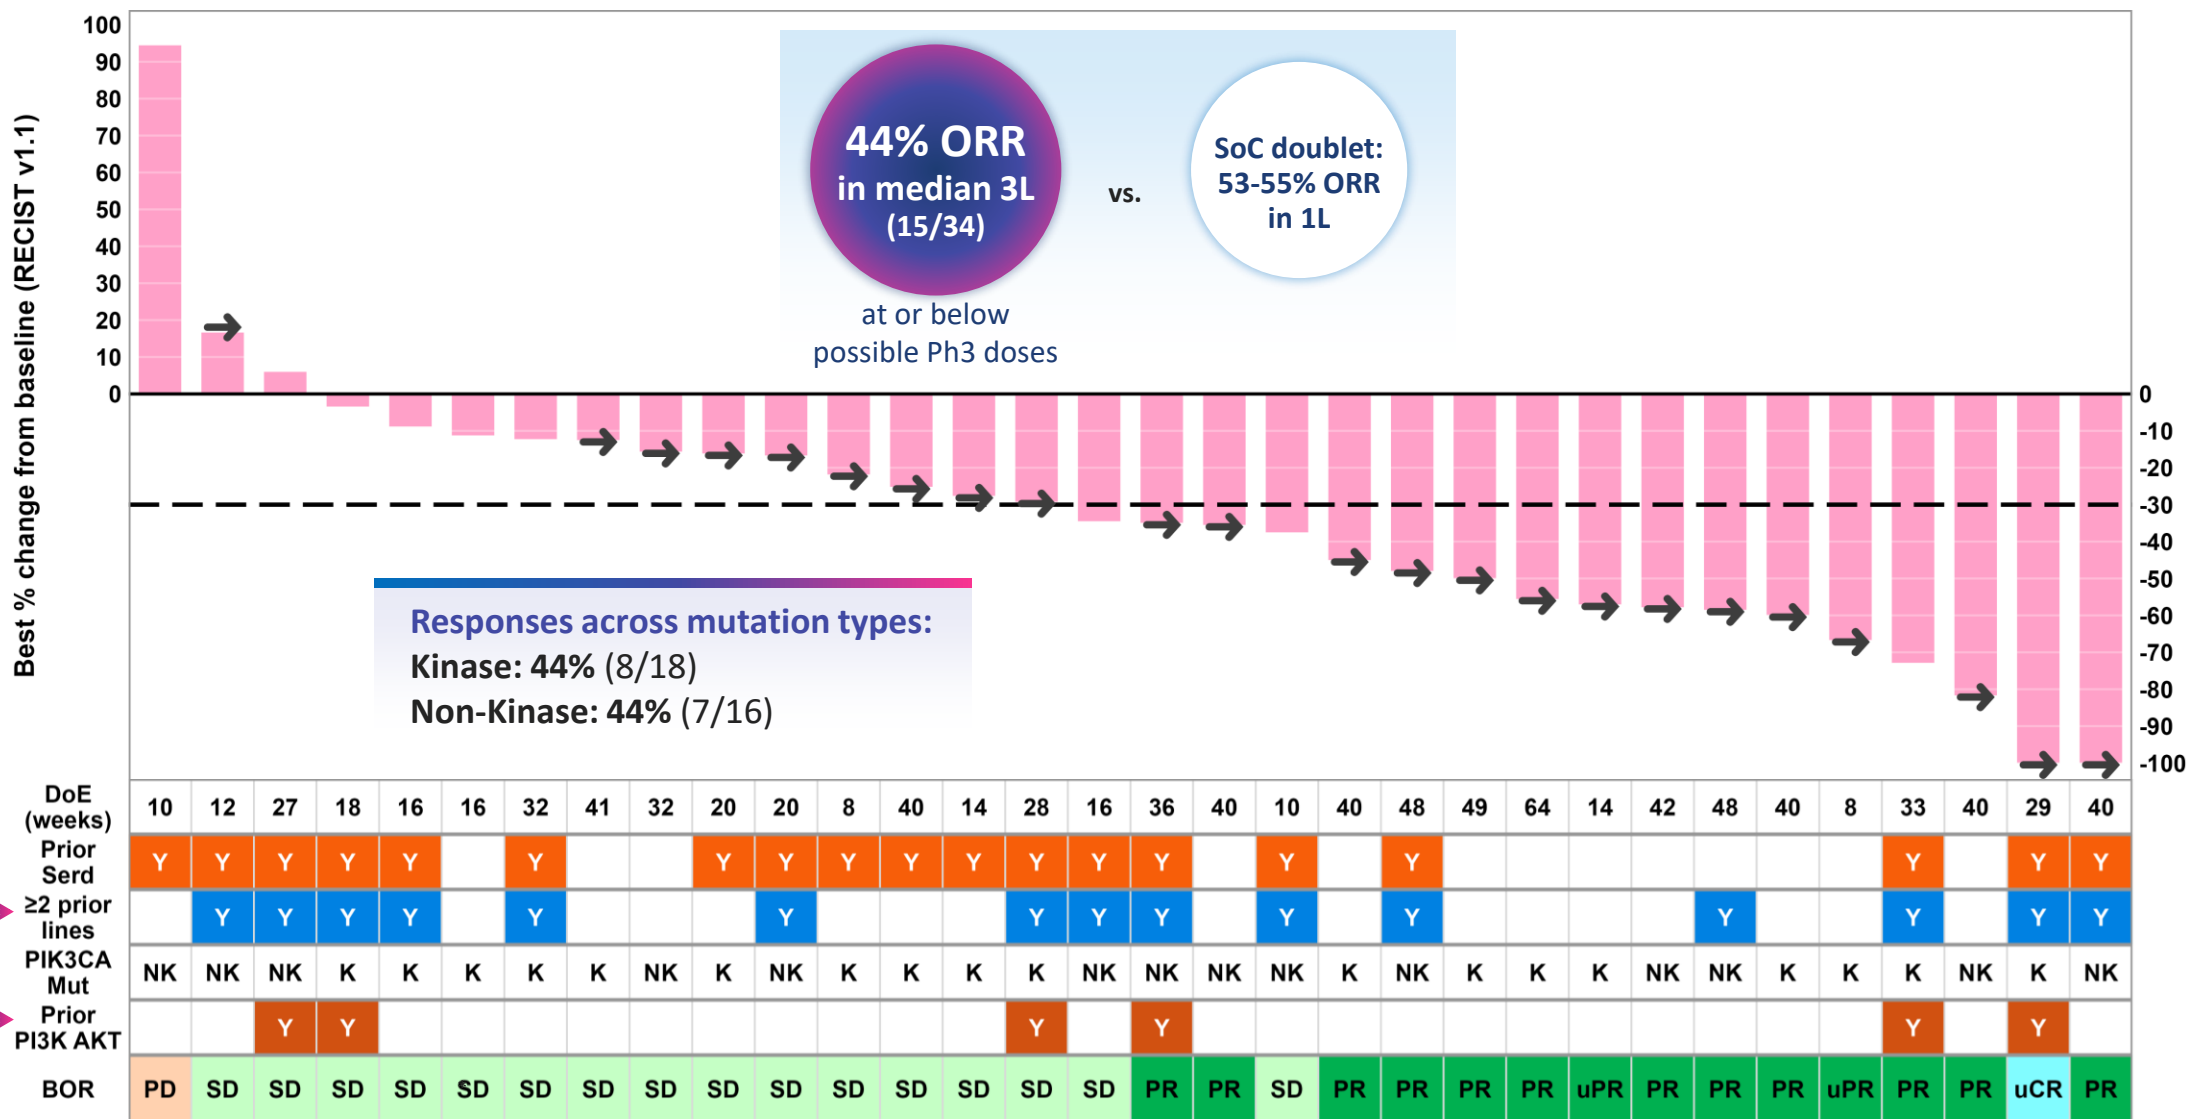 Best % change from baseline (RECIST v1.1)
100
90
80
70
60
50
40
30
20
10
0
44% ORR
in median 3L
(15/34)
at or below
possible Ph3 doses
vs.
SoC doublet:
53-55% ORR
in 1L
0
-10
-20
-30
-40
-50
-60
-70
-80
-90
-100
Responses across mutation types:
Kinase: 44% (8/18)
Non-Kinase: 44% (7/16)
DoE (weeks) 10 12 27 18 16 16 32 41 32 20 20 8 40 14 28 16 36 40 10 40 48 49 64 14 42 48 40 8 33 40 29 40
Prior Serd Y Y Y Y Y Y Y Y Y Y Y Y Y Y Y Y Y Y Y
≥2 prior lines Y Y Y Y Y Y Y Y Y Y Y Y Y Y Y
PIK3CA Mut NK NK NK K K K K K NK K NK K K K K NK NK NK NK K NK K K K NK NK K K K NK K NK
Prior PI3K AKT Y Y Y Y Y Y
BOR PD SD SD SD SD SD SD SD SD SD SD SD SD SD SD SD PR PR SD PR PR PR PR uPR PR PR PR uPR PR PR uCR PR